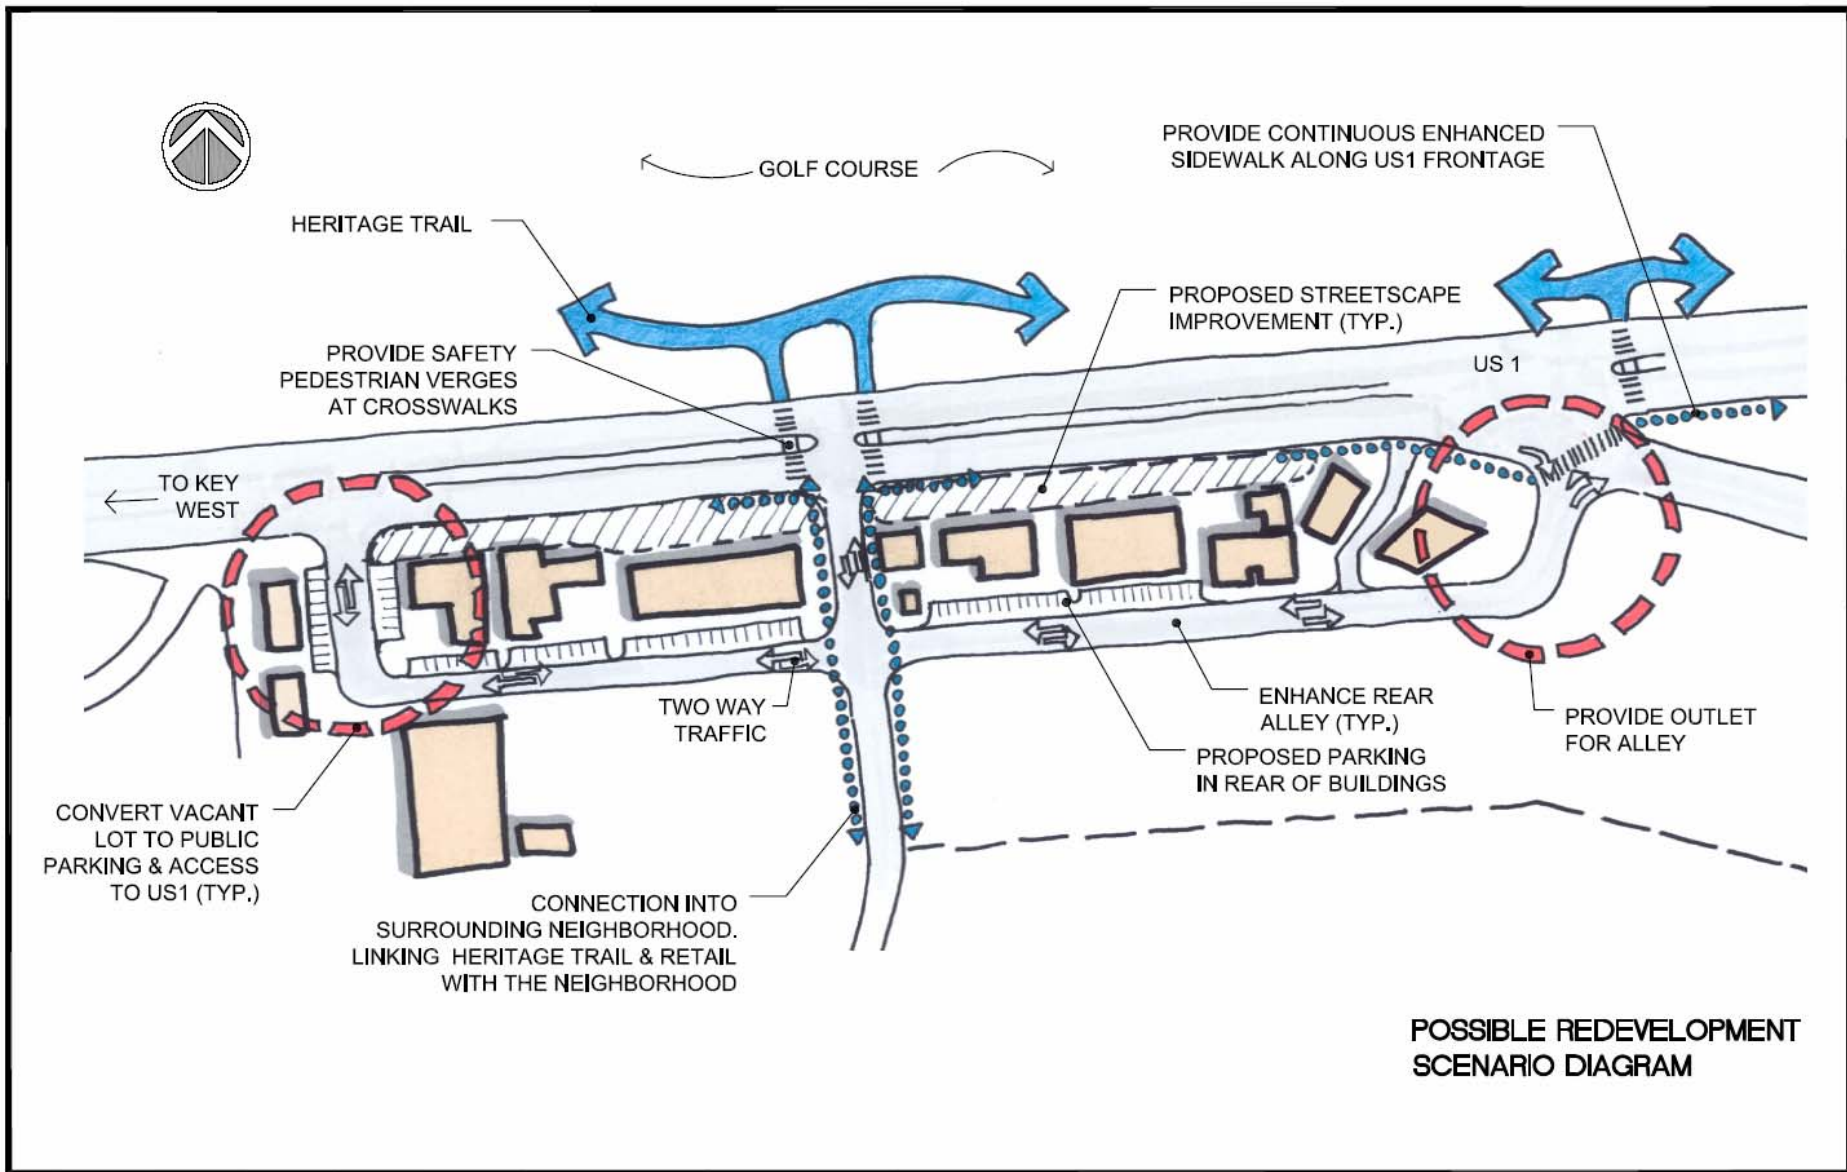 GOLF COURSE
PROVIDE CONTINUOUS ENHANCED
SIDEWALK ALONG US1 FRONTAGE
HERITAGE TRAIL
PROPOSED STREETSCAPE
IMPROVEMENT (TYP.)
PROVIDE SAFETY
PEDESTRIAN VERGES
AT CROSSWALKS
US 1
TO KEY
WEST
TWO WAY
TRAFFIC
ENHANCE REAR
ALLEY (TYP.)
PROVIDE OUTLET
FOR ALLEY
PROPOSED PARKING
IN REAR OF BUILDINGS
CONVERT VACANT
LOT TO PUBLIC
PARKING & ACCESS
TO US1 (TYP.)
CONNECTION INTO
SURROUNDING NEIGHBORHOOD.
LINKING HERITAGE TRAIL & RETAIL
WITH THE NEIGHBORHOOD
POSSIBLE REDEVELOPMENT
SCENARIO DIAGRAM